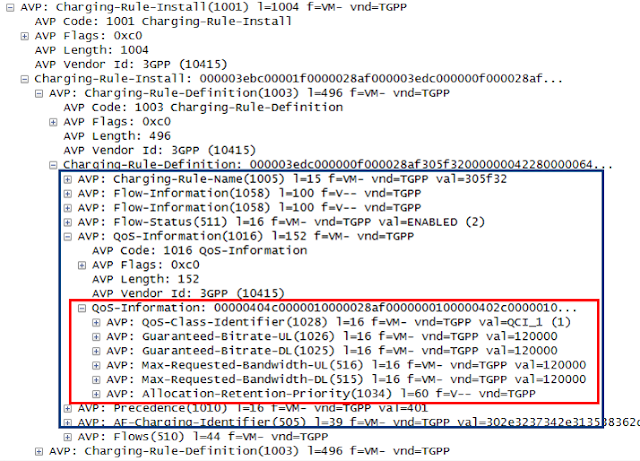 AVP: Charging-Rule-Install(1001) l=1004 f=VM- vnd=TGPP
AVP Code: 1001 Charging-Rule-Install
AVP Flags: 0xc0
AVP Length: 1004
AVP Vendor Id: 3GPP (10415)
Charging-Rule-Install: 000003ebc00001f0000028af000003edc000000f000028af...
AVP: Charging-Rule-Definition(1003) l=496 f=VM- vnd=TGPP
AVP Code: 1003 Charging-Rule-Definition
AVP Flags: 0xc0
AVP Length: 496
AVP Vendor Id: 3GPP (10415)
Charging-Rule-Definition: 000003edc000000f000028af305f32000000042280000064...
AVP: Charging-Rule-Name(1005) l=15 f=VM- vnd=TGPP val=305f32
AVP: Flow-Information(1058) l=100 f=V-- vnd=TGPP
AVP: Flow-Information(1058) l=100 f=V-- vnd=TGPP
AVP: Flow-Status(511) l=16 f=VM- vnd=TGPP val=ENABLED (2)
AVP: QoS-Information(1016) l=152 f=VM- vnd=TGPP
AVP Code: 1016 QoS-Information
AVP Flags: 0xc0
AVP Length: 152
AVP Vendor Id: 3GPP (10415)
QoS-Information: 00000404c0000010000028af0000000100000402c0000010...
AVP: QoS-Class-Identifier(1028) l=16 f=VM- vnd=TGPP val=QCI_1 (1)
AVP: Guaranteed-Bitrate-UL(1026) l=16 f=VM- vnd=TGPP val=120000
AVP: Guaranteed-Bitrate-DL(1025) l=16 f=VM- vnd=TGPP val=120000
AVP: Max-Requested-Bandwidth-UL(516) l=16 f=VM- vnd=TGPP val=120000
AVP: Max-Requested-Bandwidth-DL(515) l=16 f=VM- vnd=TGPP val=120000
AVP: Allocation-Retention-Priority(1034) l=60 f=V-- vnd=TGPP
AVP: Precedence(1010) l=16 f=VM- vnd=TGPP val=401
AVP: AF-Charging-Identifier(505) l=39 f=VM- vnd=TGPP val=302e3237342e313538362
AVP: Flows(510) l=44 f=VM- vnd=TGPP
AVP: Charging-Rule-Definition(1003) l=496 f=VM- vnd=TGPP